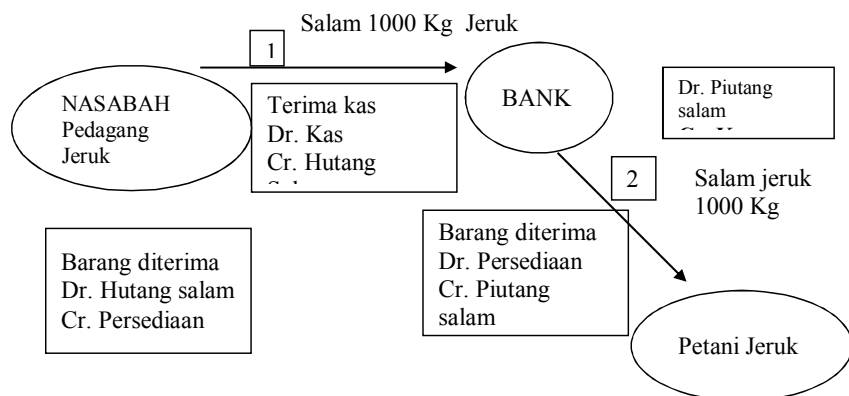 Salam 1000 Kg Jeruk
1
NASABAH
Pedagang
Jeruk
Terima kas
Dr. Kas
Cr. Hutang
BANK
Dr. Piutang
salam
2
Salam jeruk
1000 Kg
Barang diterima
Dr. Hutang salam
Cr. Persediaan
Barang diterima
Dr. Persediaan
Cr. Piutang
salam
Petani Jeruk